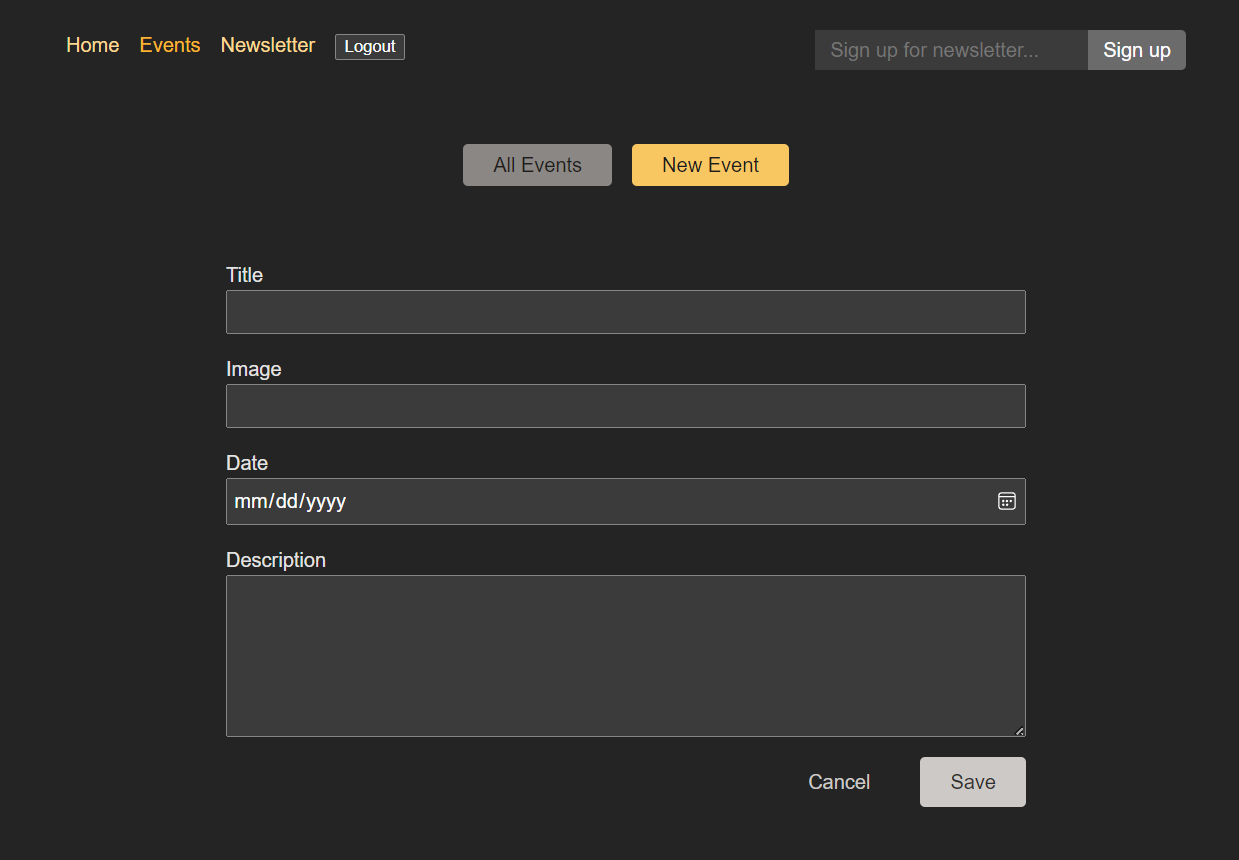 Home Events Newsletter Logout Sign up for newsletter... Sign up
All Events New Event
Title
Image
Date
mm/dd/yyyy
Description
Cancel Save